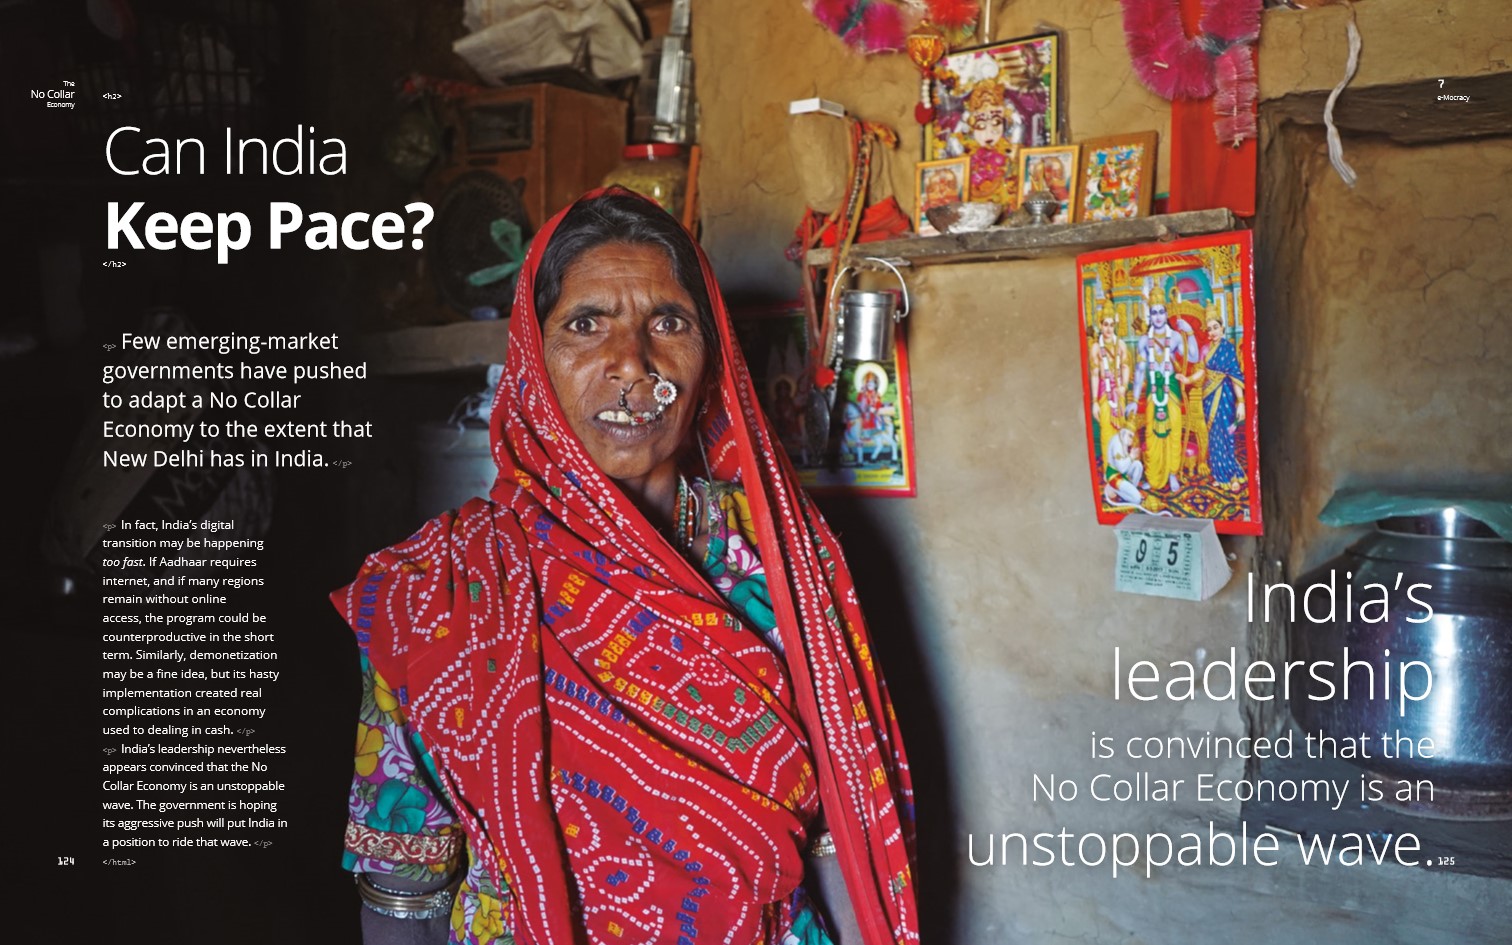 The
No Collar
Economy
<h2>
Can India
Keep Pace?
</h2>
<p> Few emerging-market
governments have pushed
to adapt a No Collar
Economy to the extent that
New Delhi has in India. </p>
<p> In fact, India’s digital
transition may be happening
too fast. If Aadhaar requires
internet, and if many regions
remain without online
access, the program could be
counterproductive in the short
term. Similarly, demonetization
may be a fine idea, but its hasty
implementation created real
complications in an economy
used to dealing in cash. </p>
<p> India’s leadership nevertheless
appears convinced that the No
Collar Economy is an unstoppable
wave. The government is hoping
its aggressive push will put India in
a position to ride that wave. </p>
</html>
124
7
e-Mocracy
9 5
India’s
leadership
is convinced that the
No Collar Economy is an
unstoppable wave.
125